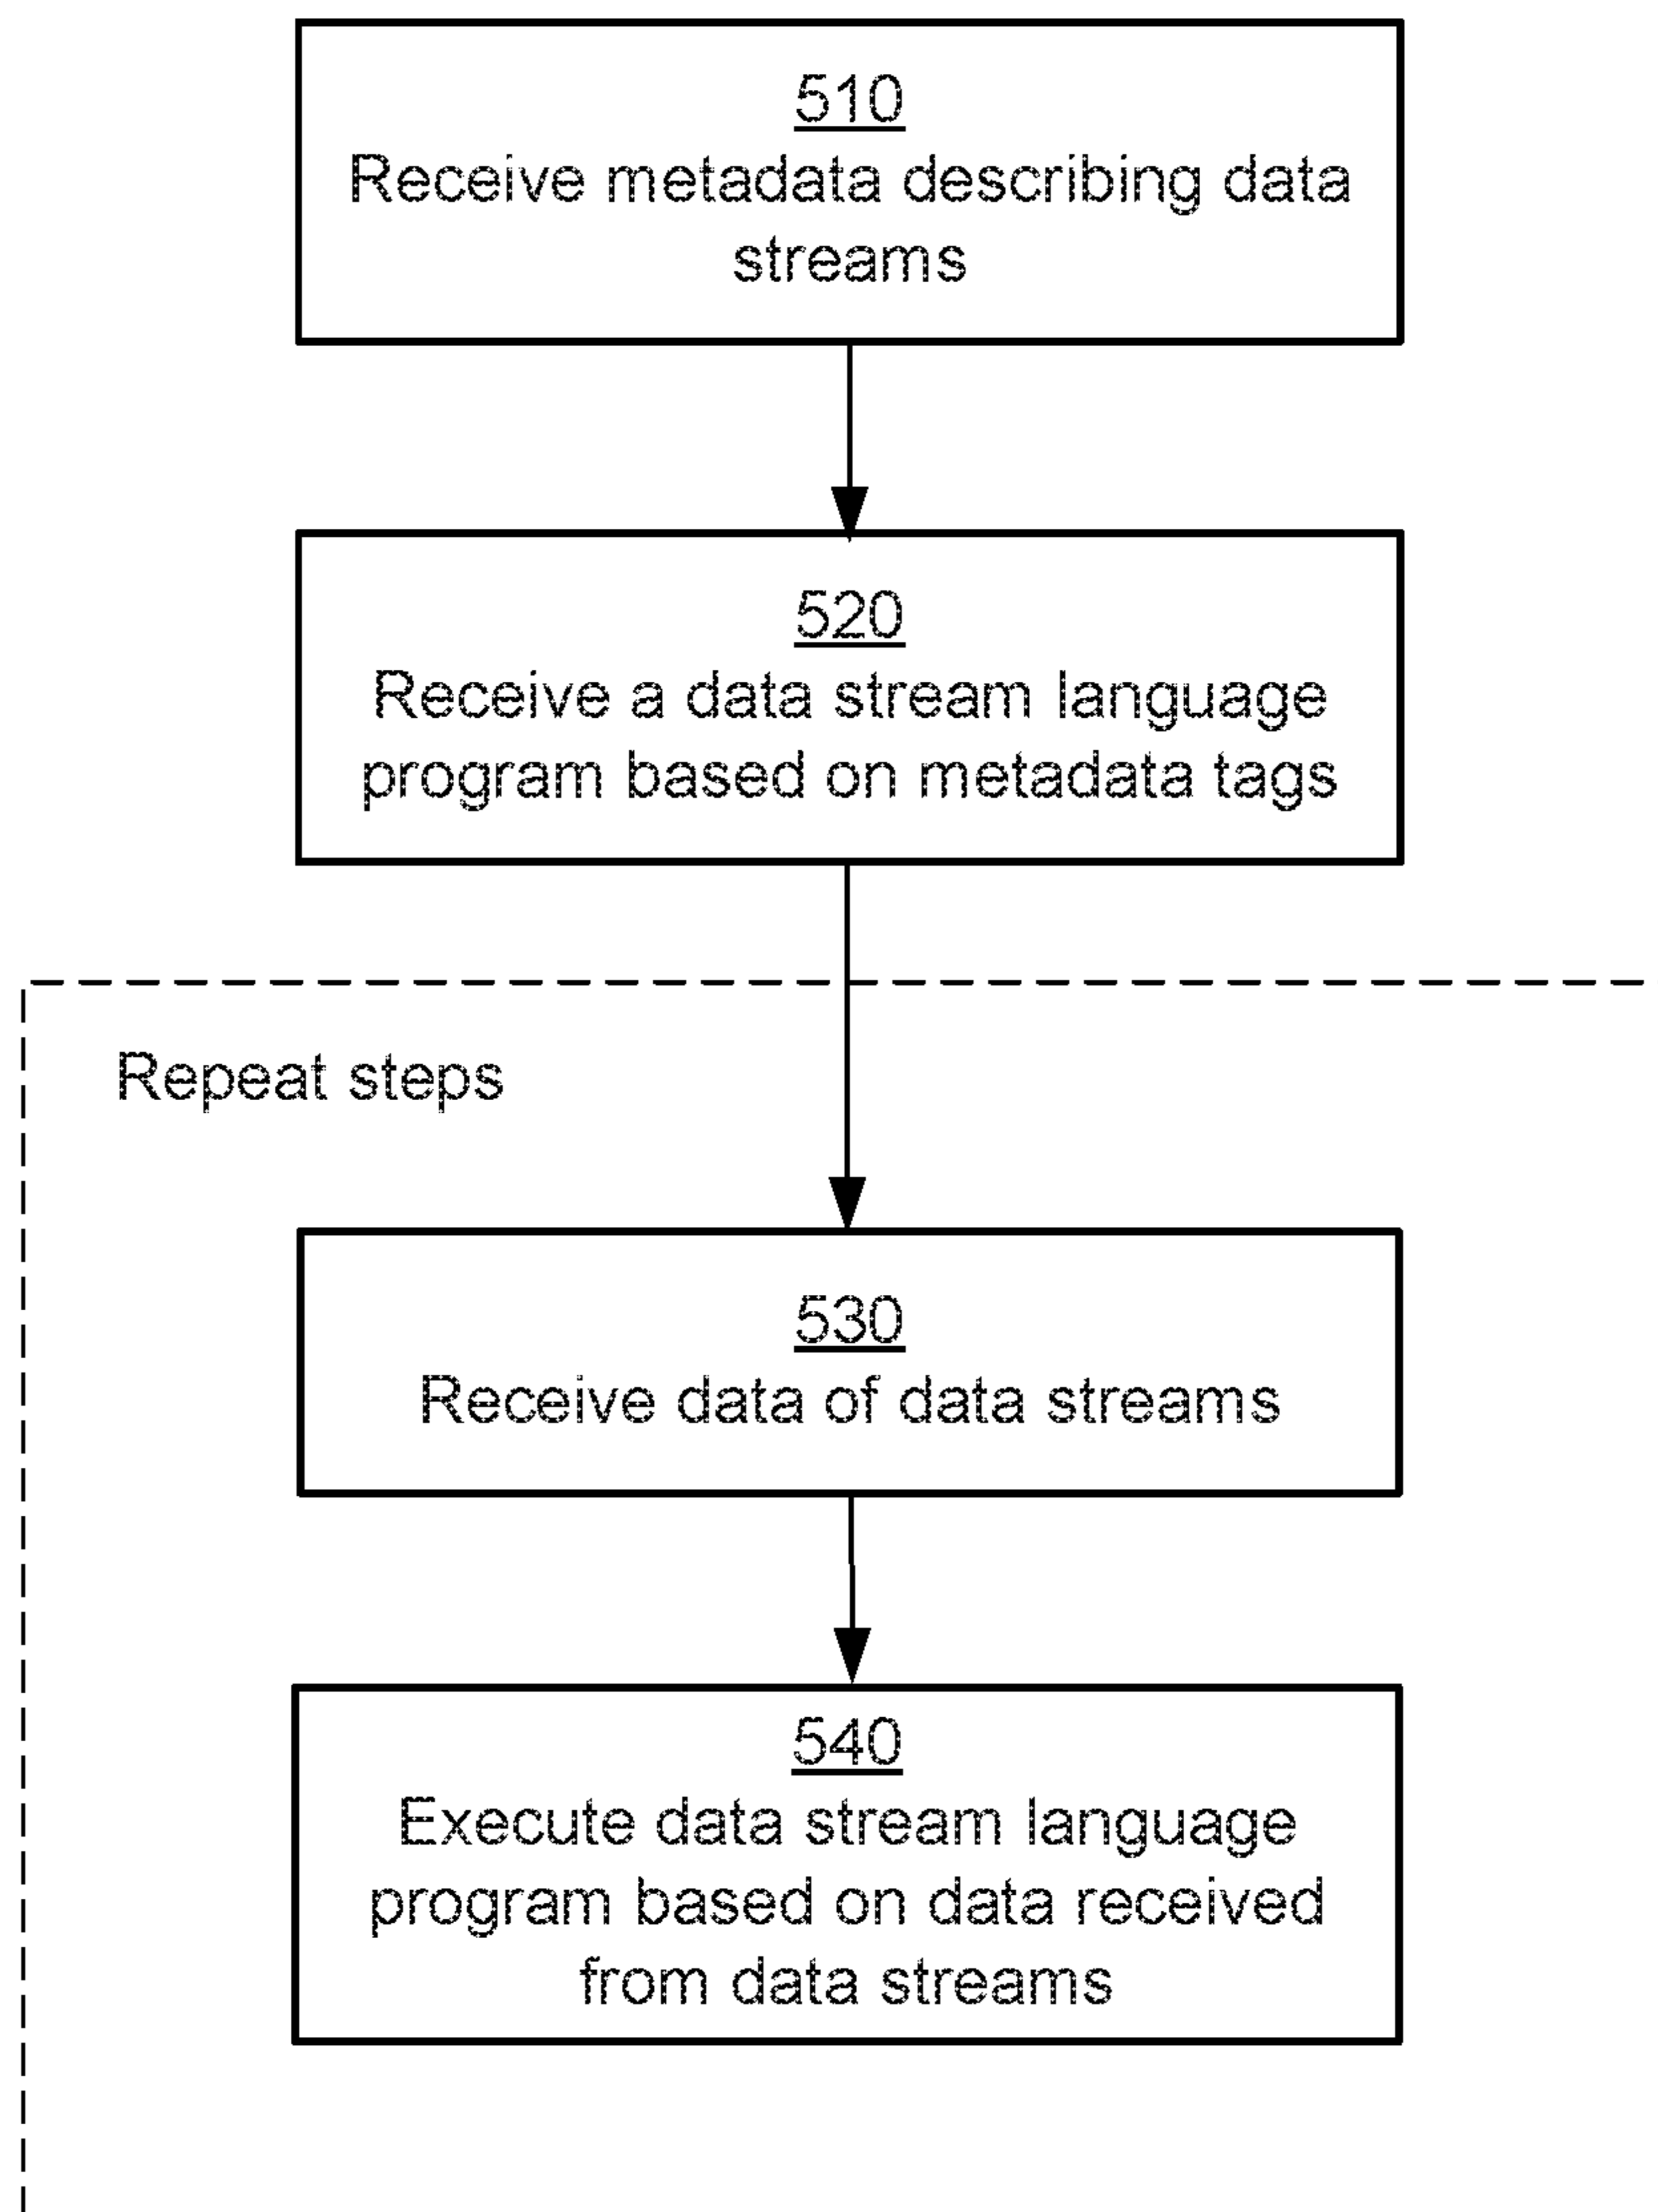 510
Receive metadata describing data
streams
520
Receive a data stream language
program based on metadata tags
Repeat steps
530
Receive data of data streams
540
Execute data stream language
program based on data received
from data streams